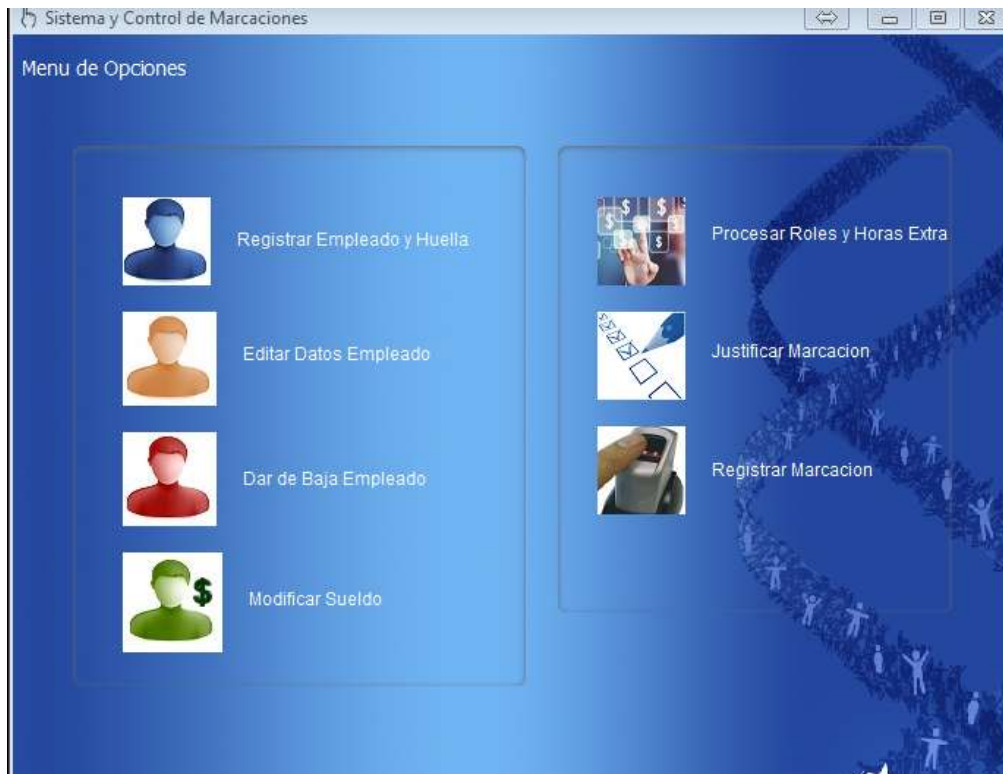 Sistema y Control de Marcaciones
Menu de Opciones
Registrar Empleado y Huella
Editar Datos Empleado
Dar de Baja Empleado
$
Modificar Sueldo
$ $
$
Procesar Roles y Horas Extra
Justificar Marcacion
Registrar Marcacion